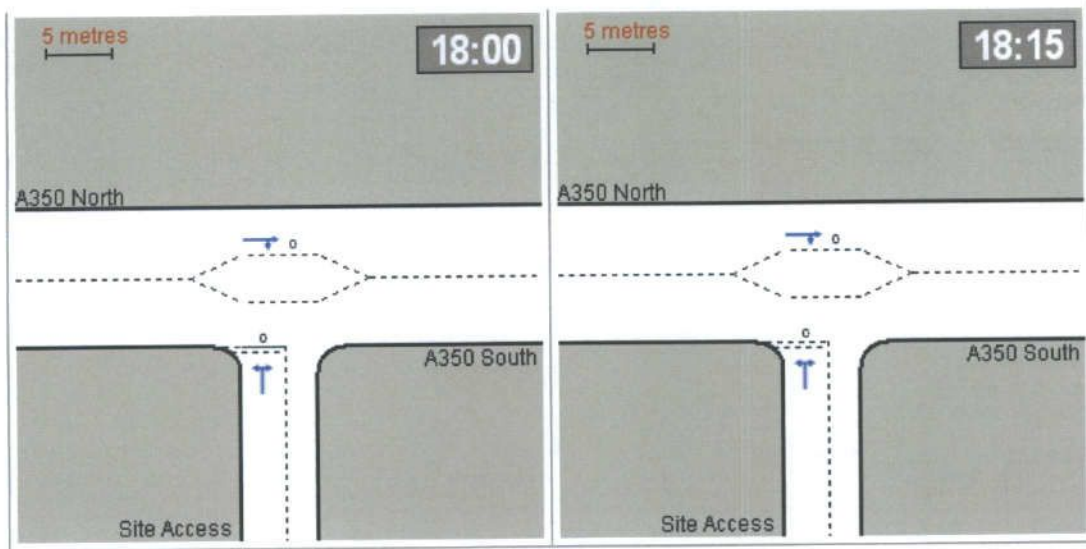 5 metres
18:00
A350 North
o
o
A350 South
Site Access
5 metres
18:15
A350 North
o
o
A350 South
Site Access